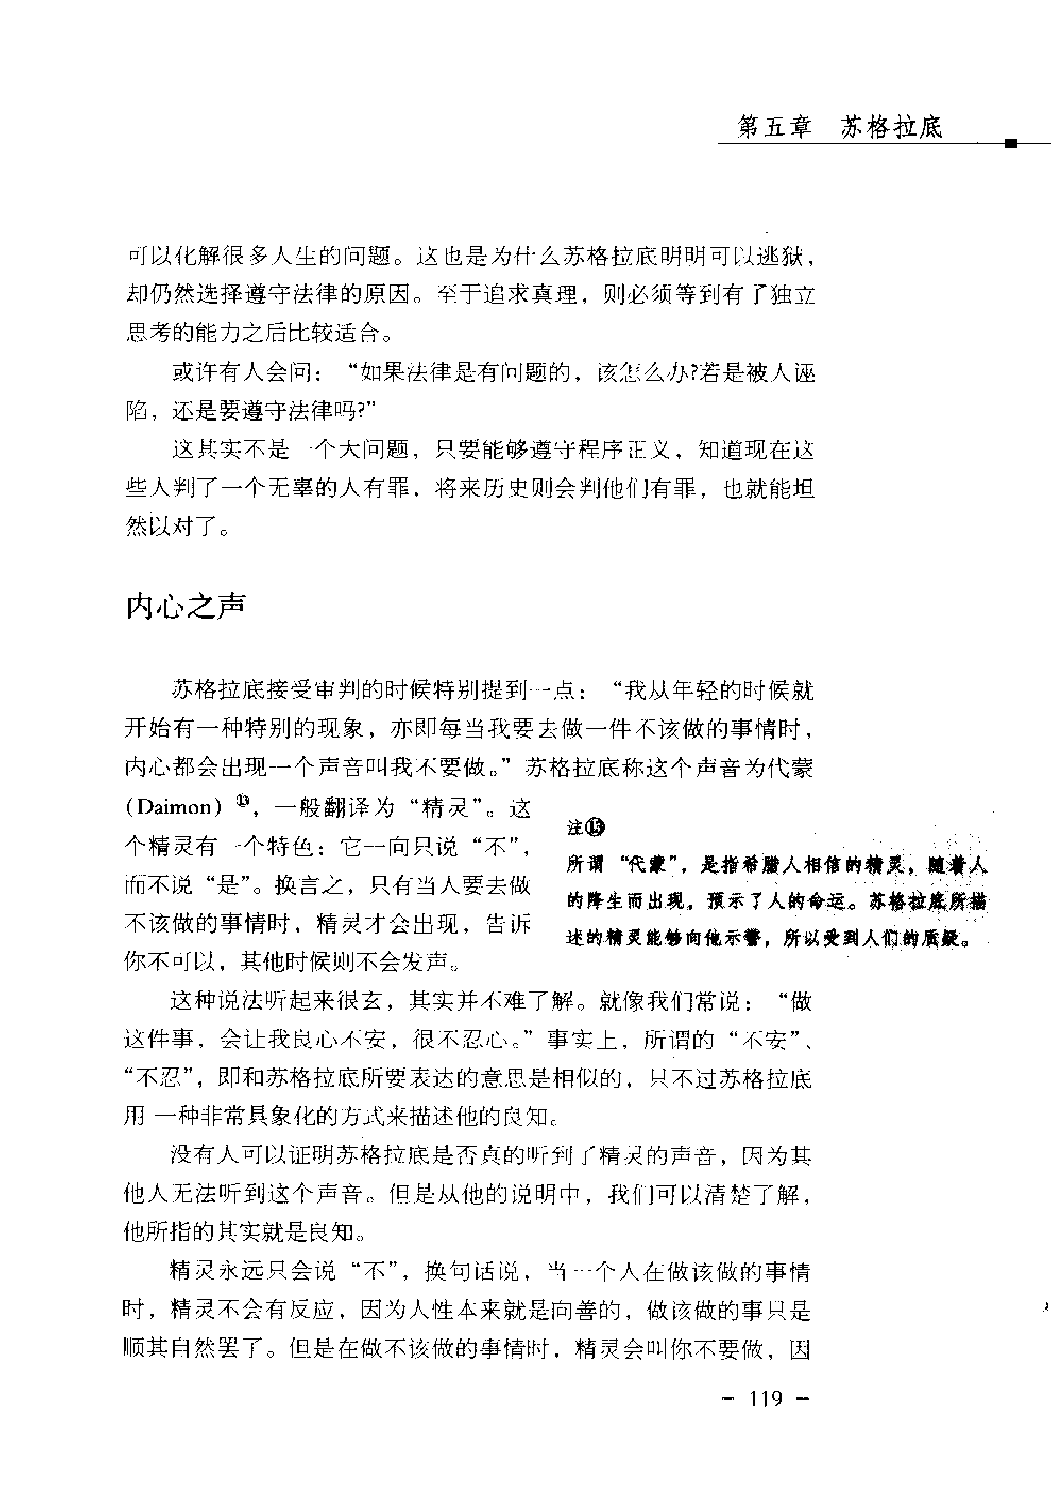 第五章　苏格拉底
可以化解很多人生的问题。这也是为什么苏格拉底明明可以逃狱，
却仍然选择遵守法律的原因。至于追求真理，则必须等到有了独立
思考的能力之后比较适合。
或许有人会问：“如果法律是有问题的，该怎么办?若是被人诬
陷，还是要遵守法律吗?”
这其实不是一个大问题，只要能够遵守程序正义，知道现在这
些人判了一个无辜的人有罪，将来历史则会判他们有罪，也就能坦
然以对了。
内心之声
苏格拉底接受审判的时候特别提到一点：“我从年轻的时候就
开始有一种特别的现象，亦即每当我要去做一件不该做的事情时，
内心都会出现一个声音叫我不要做。”苏格拉底称这个声音为代蒙
(Daimon)⑬，一般翻译为“精灵”。这
个精灵有一个特色：它一向只说“不”，
而不说“是”。换言之，只有当人要去做
不该做的事情时，精灵才会出现，告诉
你不可以，其他时候则不会发声。
注⑬
所谓“代蒙”，是指希腊人相信的精灵，随着人
的降生而出现，预示了人的命运。苏格拉底所描
述的精灵能够向他示警，所以受到人们的质疑。
这种说法听起来很玄，其实并不难了解。就像我们常说：“做
这件事，会让我良心不安，很不忍心。”事实上，所谓的“不安”、
“不忍”，即和苏格拉底所要表达的意思是相似的，只不过苏格拉底
用一种非常具象化的方式来描述他的良知。
没有人可以证明苏格拉底是否真的听到了精灵的声音，因为其
他人无法听到这个声音。但是从他的说明中，我们可以清楚了解，
他所指的其实就是良知。
精灵永远只会说“不”，换句话说，当一个人在做该做的事情
时，精灵不会有反应，因为人性本来就是向善的，做该做的事只是
顺其自然罢了。但是在做不该做的事情时，精灵会叫你不要做，因
- 119 -